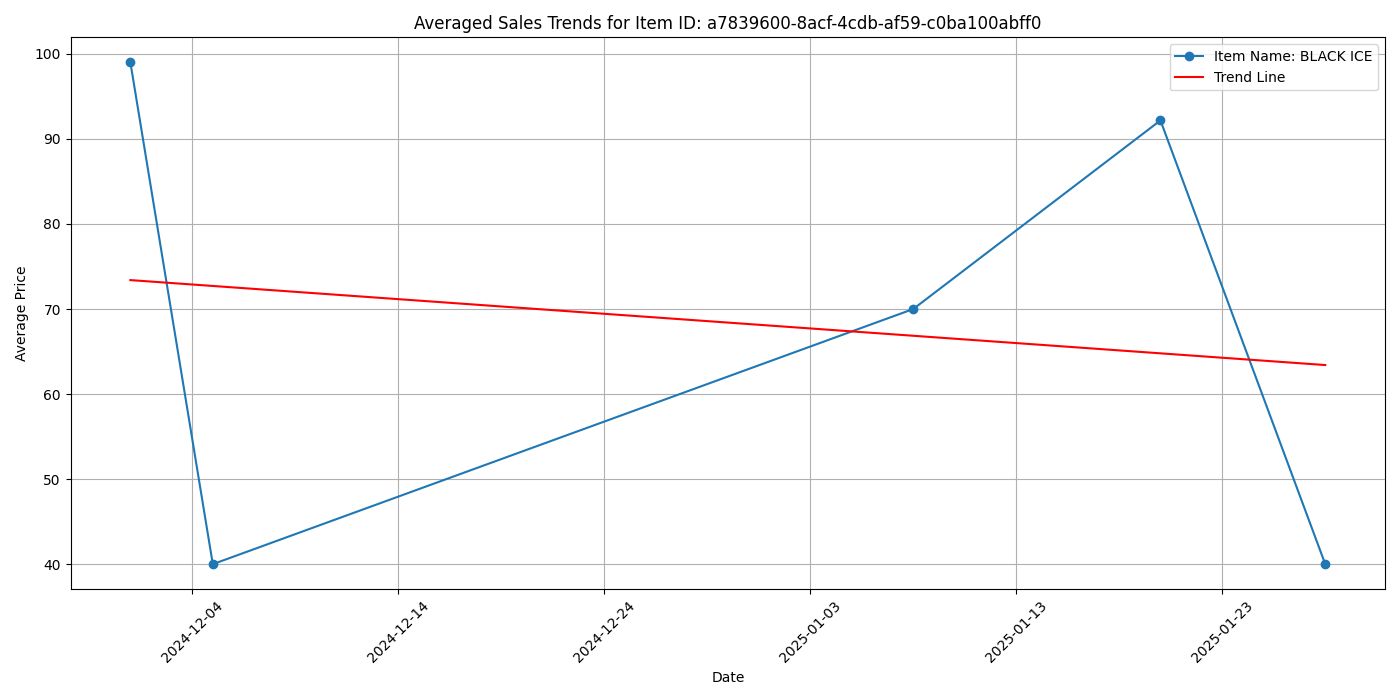 Averaged Sales Trends for Item ID: a7839600-8acf-4cdb-af59-c0ba100abff0
Item Name: BLACK ICE
Trend Line
Average Price
100
90
80
70
60
50
40
2024-12-04
2024-12-14
2024-12-24
2025-01-03
2025-01-13
2025-01-23
Date